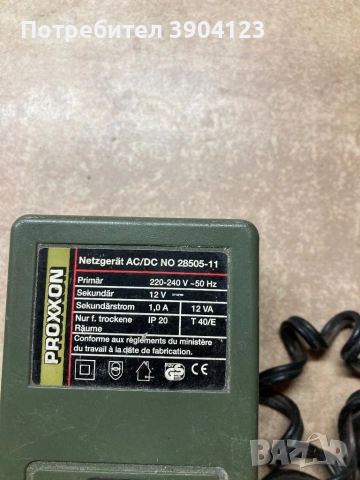 Потребител 3904123
PROXXON
Netzgerät AC/DC NO 28505-11
Primär 220-240 V ~50 Hz
Sekundär 12 V
Sekundärstrom 1,0 A 12 VA
Nur f. trockene Räume IP 20 T 40/E
Conforme aux règlements du ministère
du travail à la date de fabrication.
GS CE
BAZAR